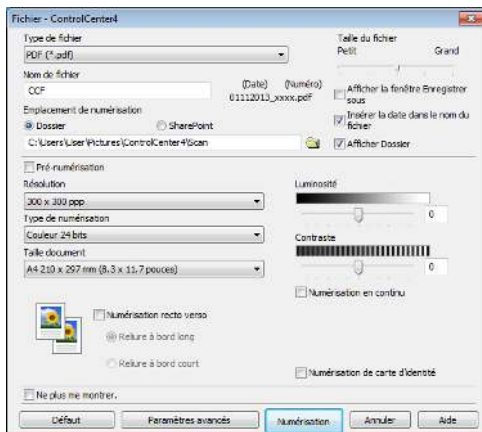 Fichier - ControlCenter4
Type de fichier
PDF (*.pdf)
Taille du fichier
Petit Grand
Nom de fichier
CCF
(Date) (Numéro)
01112013_xxxx.pdf
Afficher la fenêtre Enregistrer sous
Insérer la date dans le nom du fichier
Afficher Dossier
Emplacement de numérisation
Dossier SharePoint
C:\Users\User\Pictures\ControlCenter4\Scan
Pré-numérisation
Résolution
300 x 300 ppp
Type de numérisation
Couleur 24 bits
Taille document
A4 210 x 297 mm (8.3 x 11.7 pouces)
Luminosité
0
Contraste
0
Numérisation en continu
Numérisation recto verso
Reliure à bord long
Reliure à bord court
Numérisation de carte d'identité
Ne plus me montrer.
Défaut Paramètres avancés Numérisation Annuler Aide